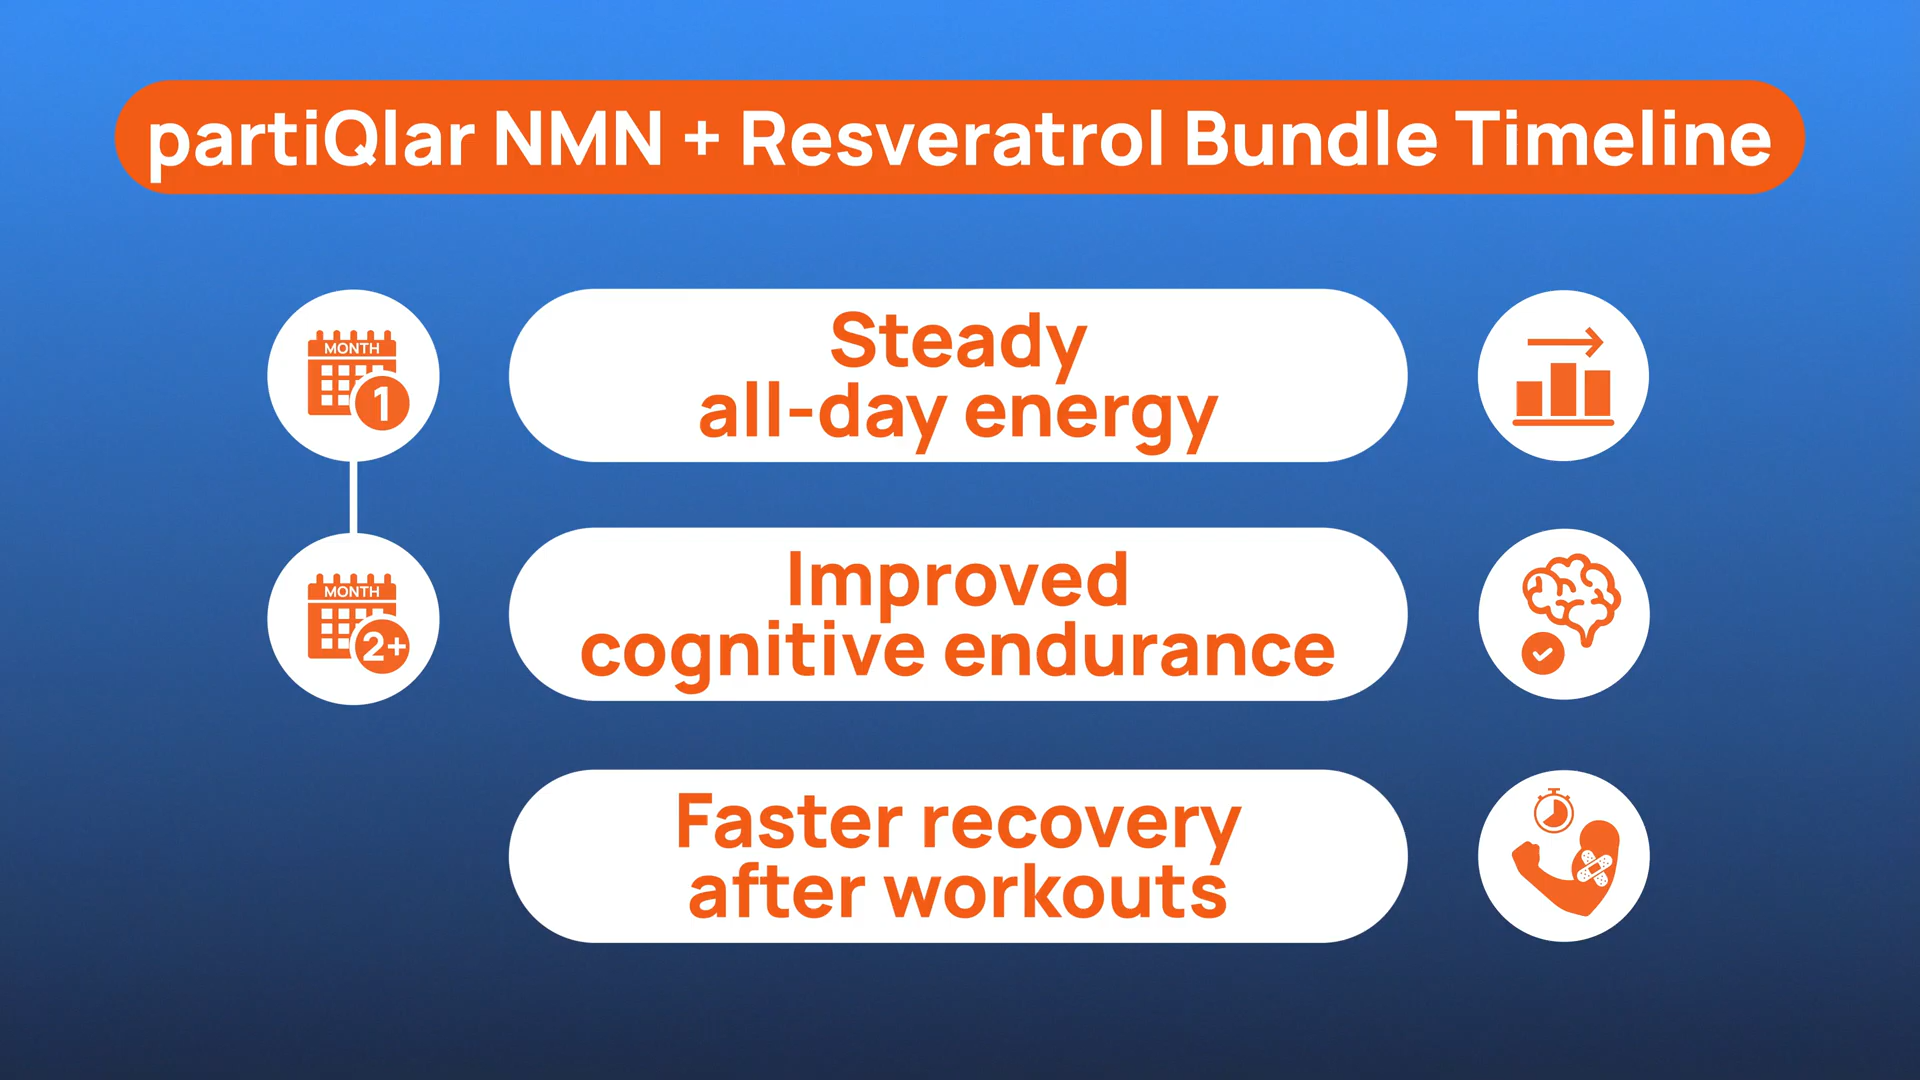 partiQlar NMN + Resveratrol Bundle Timeline
MONTH
1
Steady
all-day energy
MONTH
2+
Improved
cognitive endurance
Faster recovery
after workouts